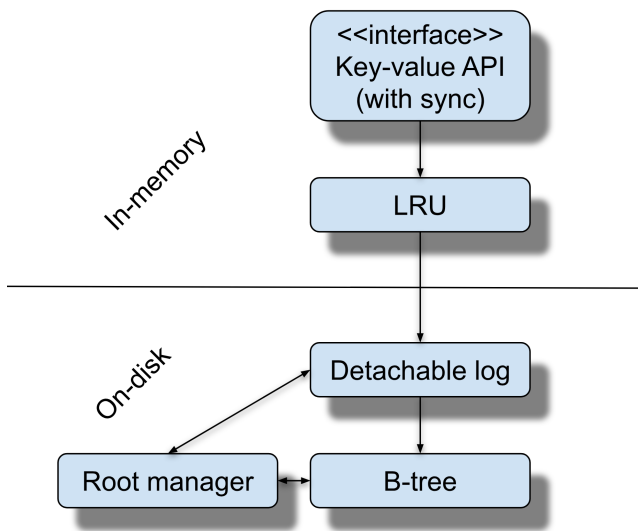 <<interface>>
Key-value API
(with sync)
In-memory
LRU
On-disk
Detachable log
Root manager
B-tree